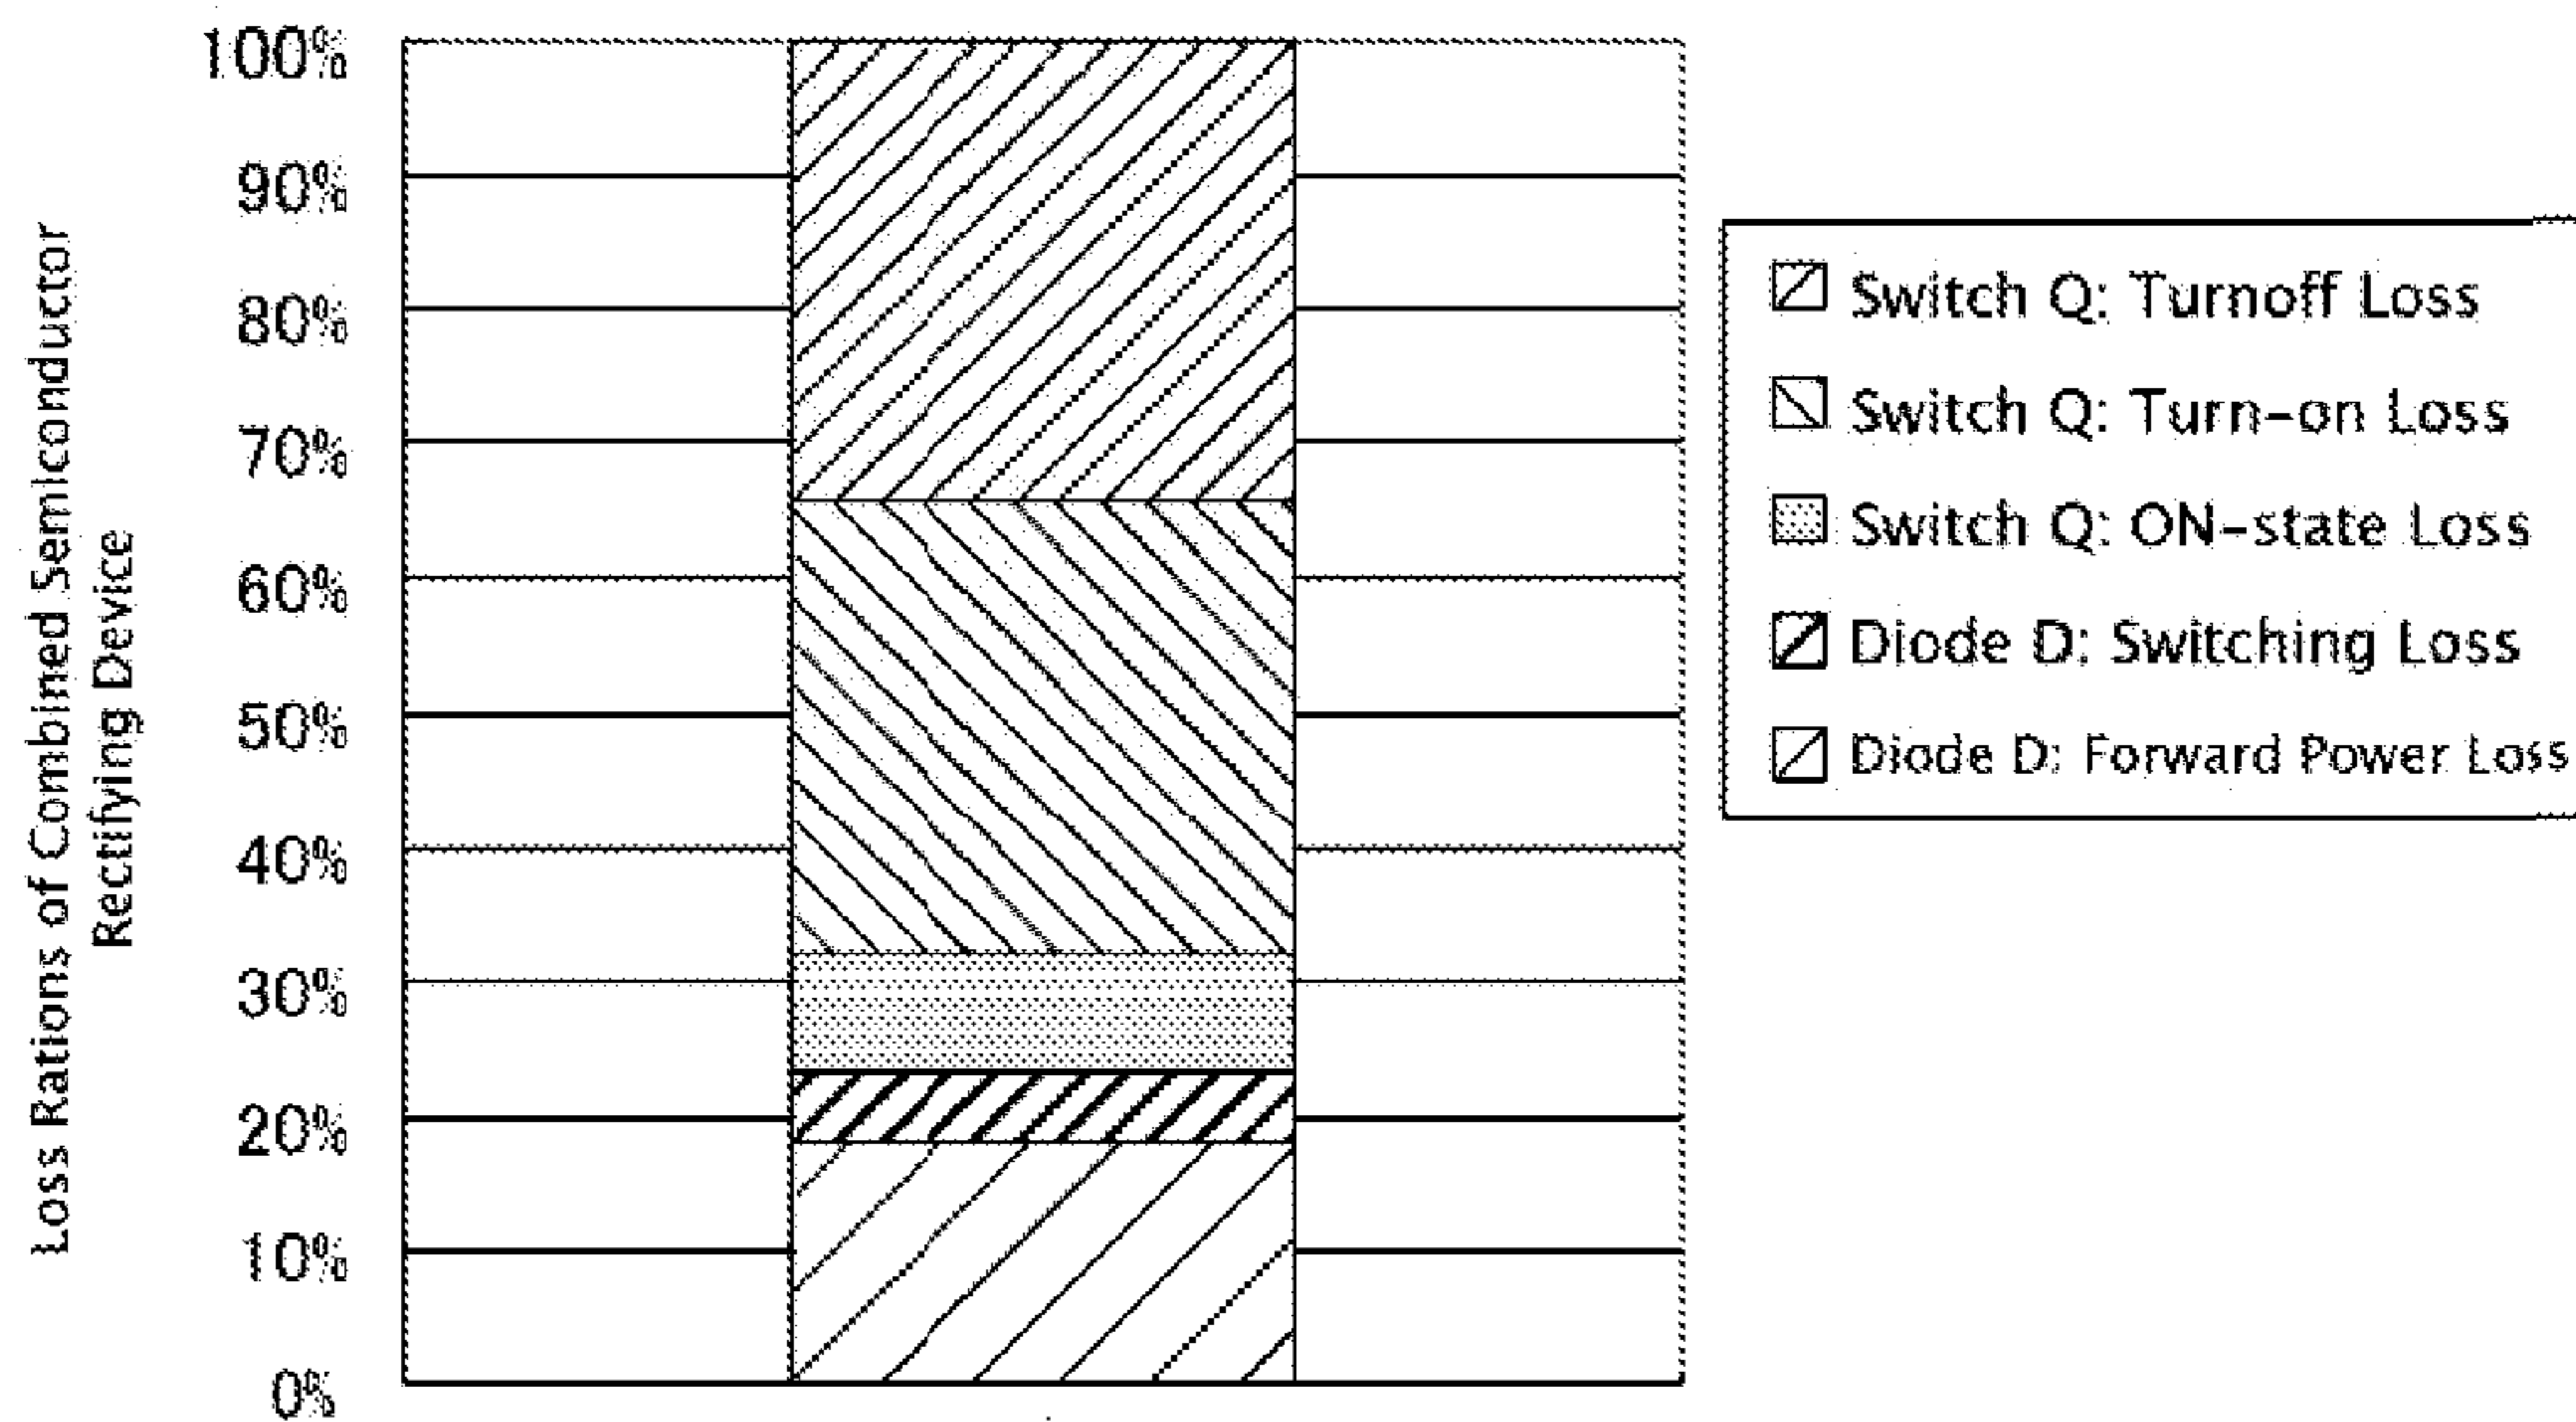 Loss Rations of Combined Semiconductor
Rectifying Device
100%
90%
80%
70%
60%
50%
40%
30%
20%
10%
0%
Switch Q: Turnoff Loss
Switch Q: Turn-on Loss
Switch Q: ON-state Loss
Diode D: Switching Loss
Diode D: Forward Power Loss